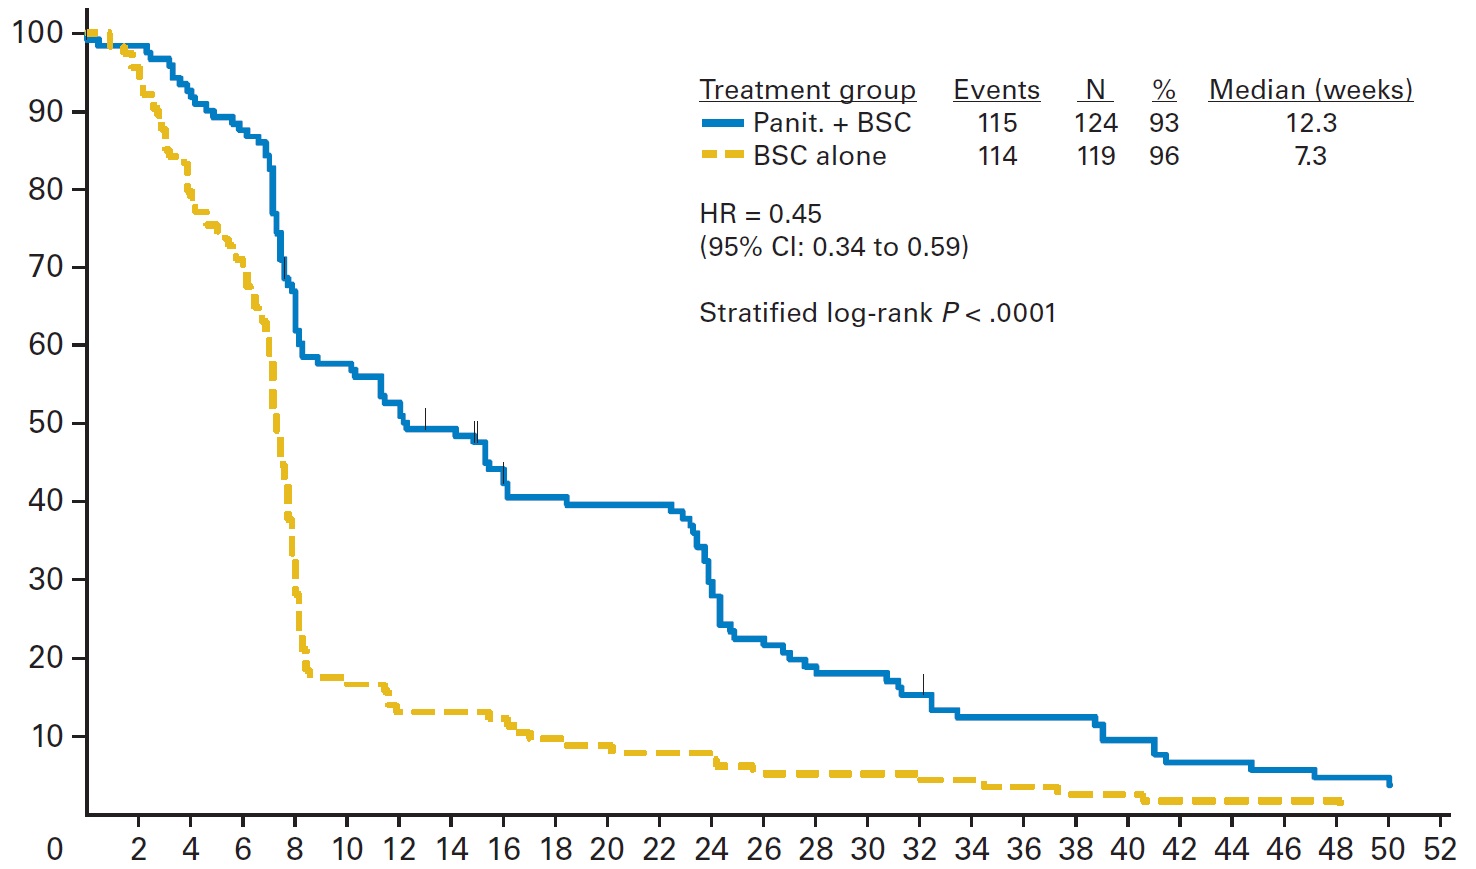 100
90
80
70
60
50
40
30
20
10
Treatment group Events N % Median (weeks)
Panit. + BSC 115 124 93 12.3
BSC alone 114 119 96 7.3
HR = 0.45
(95% CI: 0.34 to 0.59)
Stratified log-rank P < .0001
0 2 4 6 8 10 12 14 16 18 20 22 24 26 28 30 32 34 36 38 40 42 44 46 48 50 52